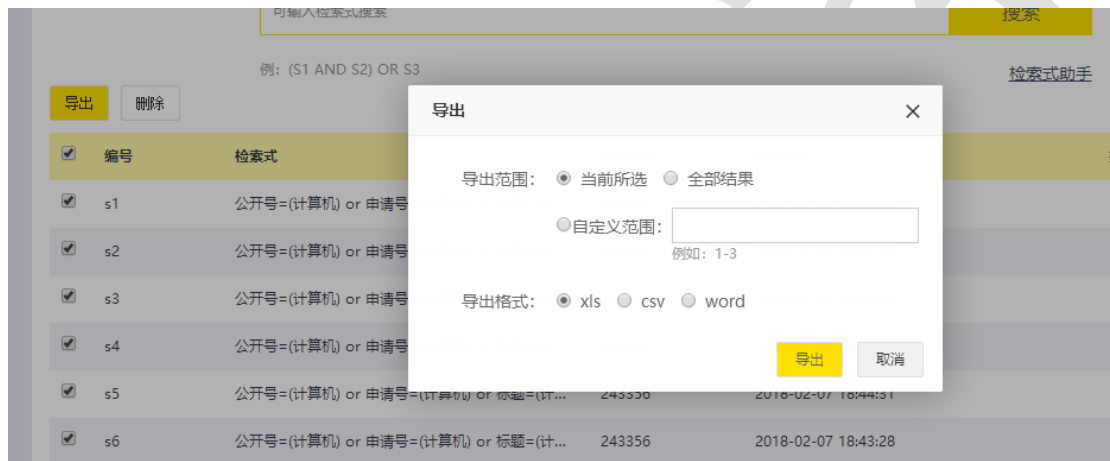 可输入检索式搜索
搜索
例：(S1 AND S2) OR S3
检索式助手
导出 删除
导出
编号 检索式
导出范围： 当前所选 全部结果
s1 公开号=(计算机) or 申请号
自定义范围：
s2 公开号=(计算机) or 申请号
例如：1-3
s3 公开号=(计算机) or 申请号
导出格式： xls csv word
s4 公开号=(计算机) or 申请号
导出 取消
s5 公开号=(计算机) or 申请号=(计算机) or 标题=(计... 243356 2018-02-07 18:44:31
s6 公开号=(计算机) or 申请号=(计算机) or 标题=(计... 243356 2018-02-07 18:43:28